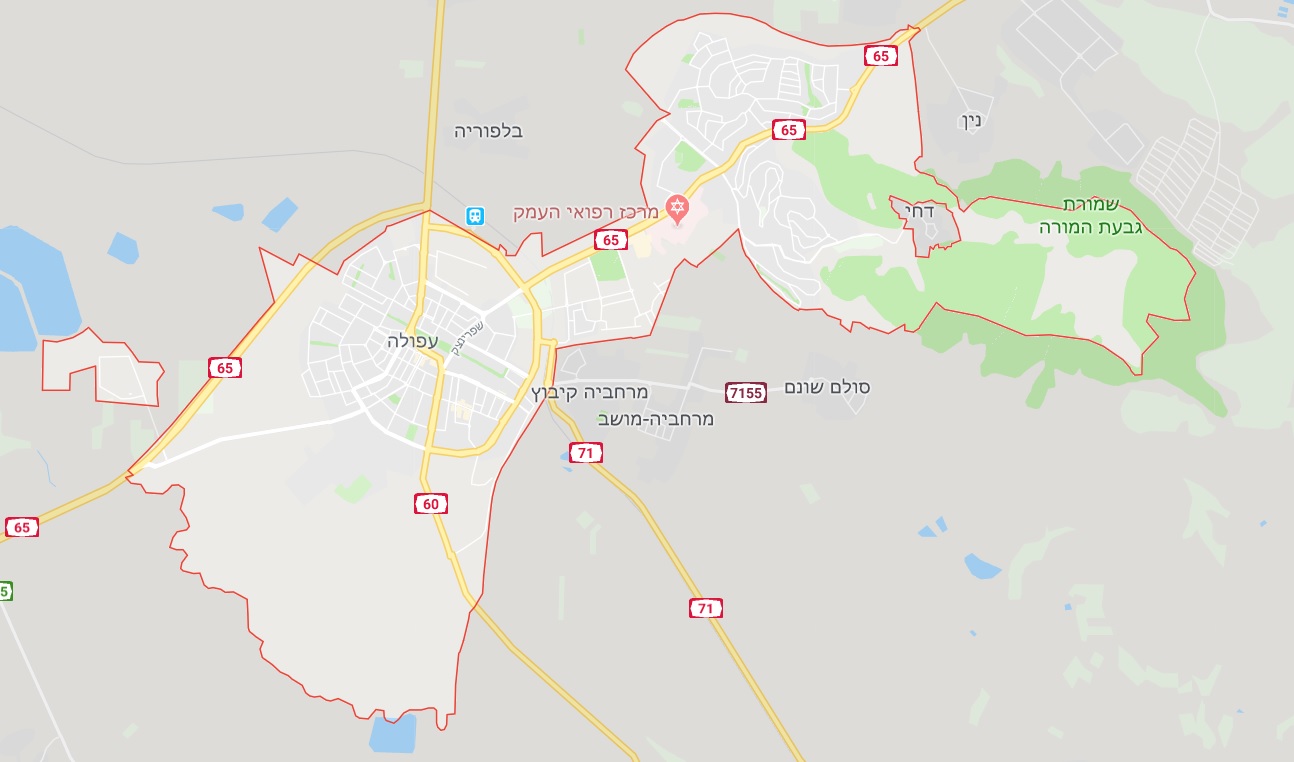 65
בלפוריה
65
נין
מרכז רפואי העמק
דחי
שמורת
גבעת המורה
65
עפולה
שפרינצק
65
מרחביה קיבוץ
7155
סולם שונם
מרחביה-מושב
71
60
65
5
71